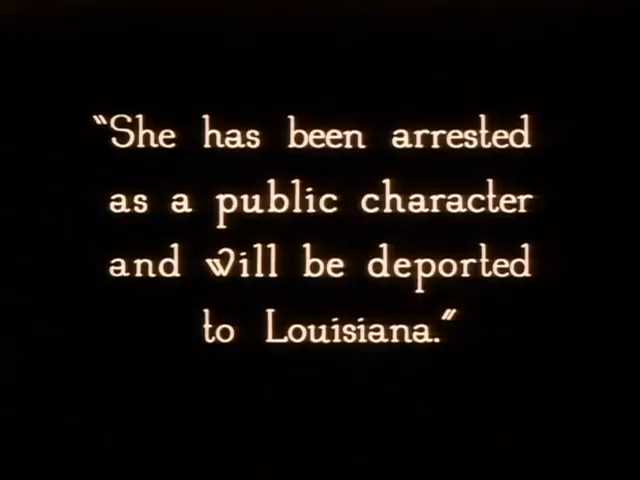 "She has been arrested
as a public character
and will be deported
to Louisiana."